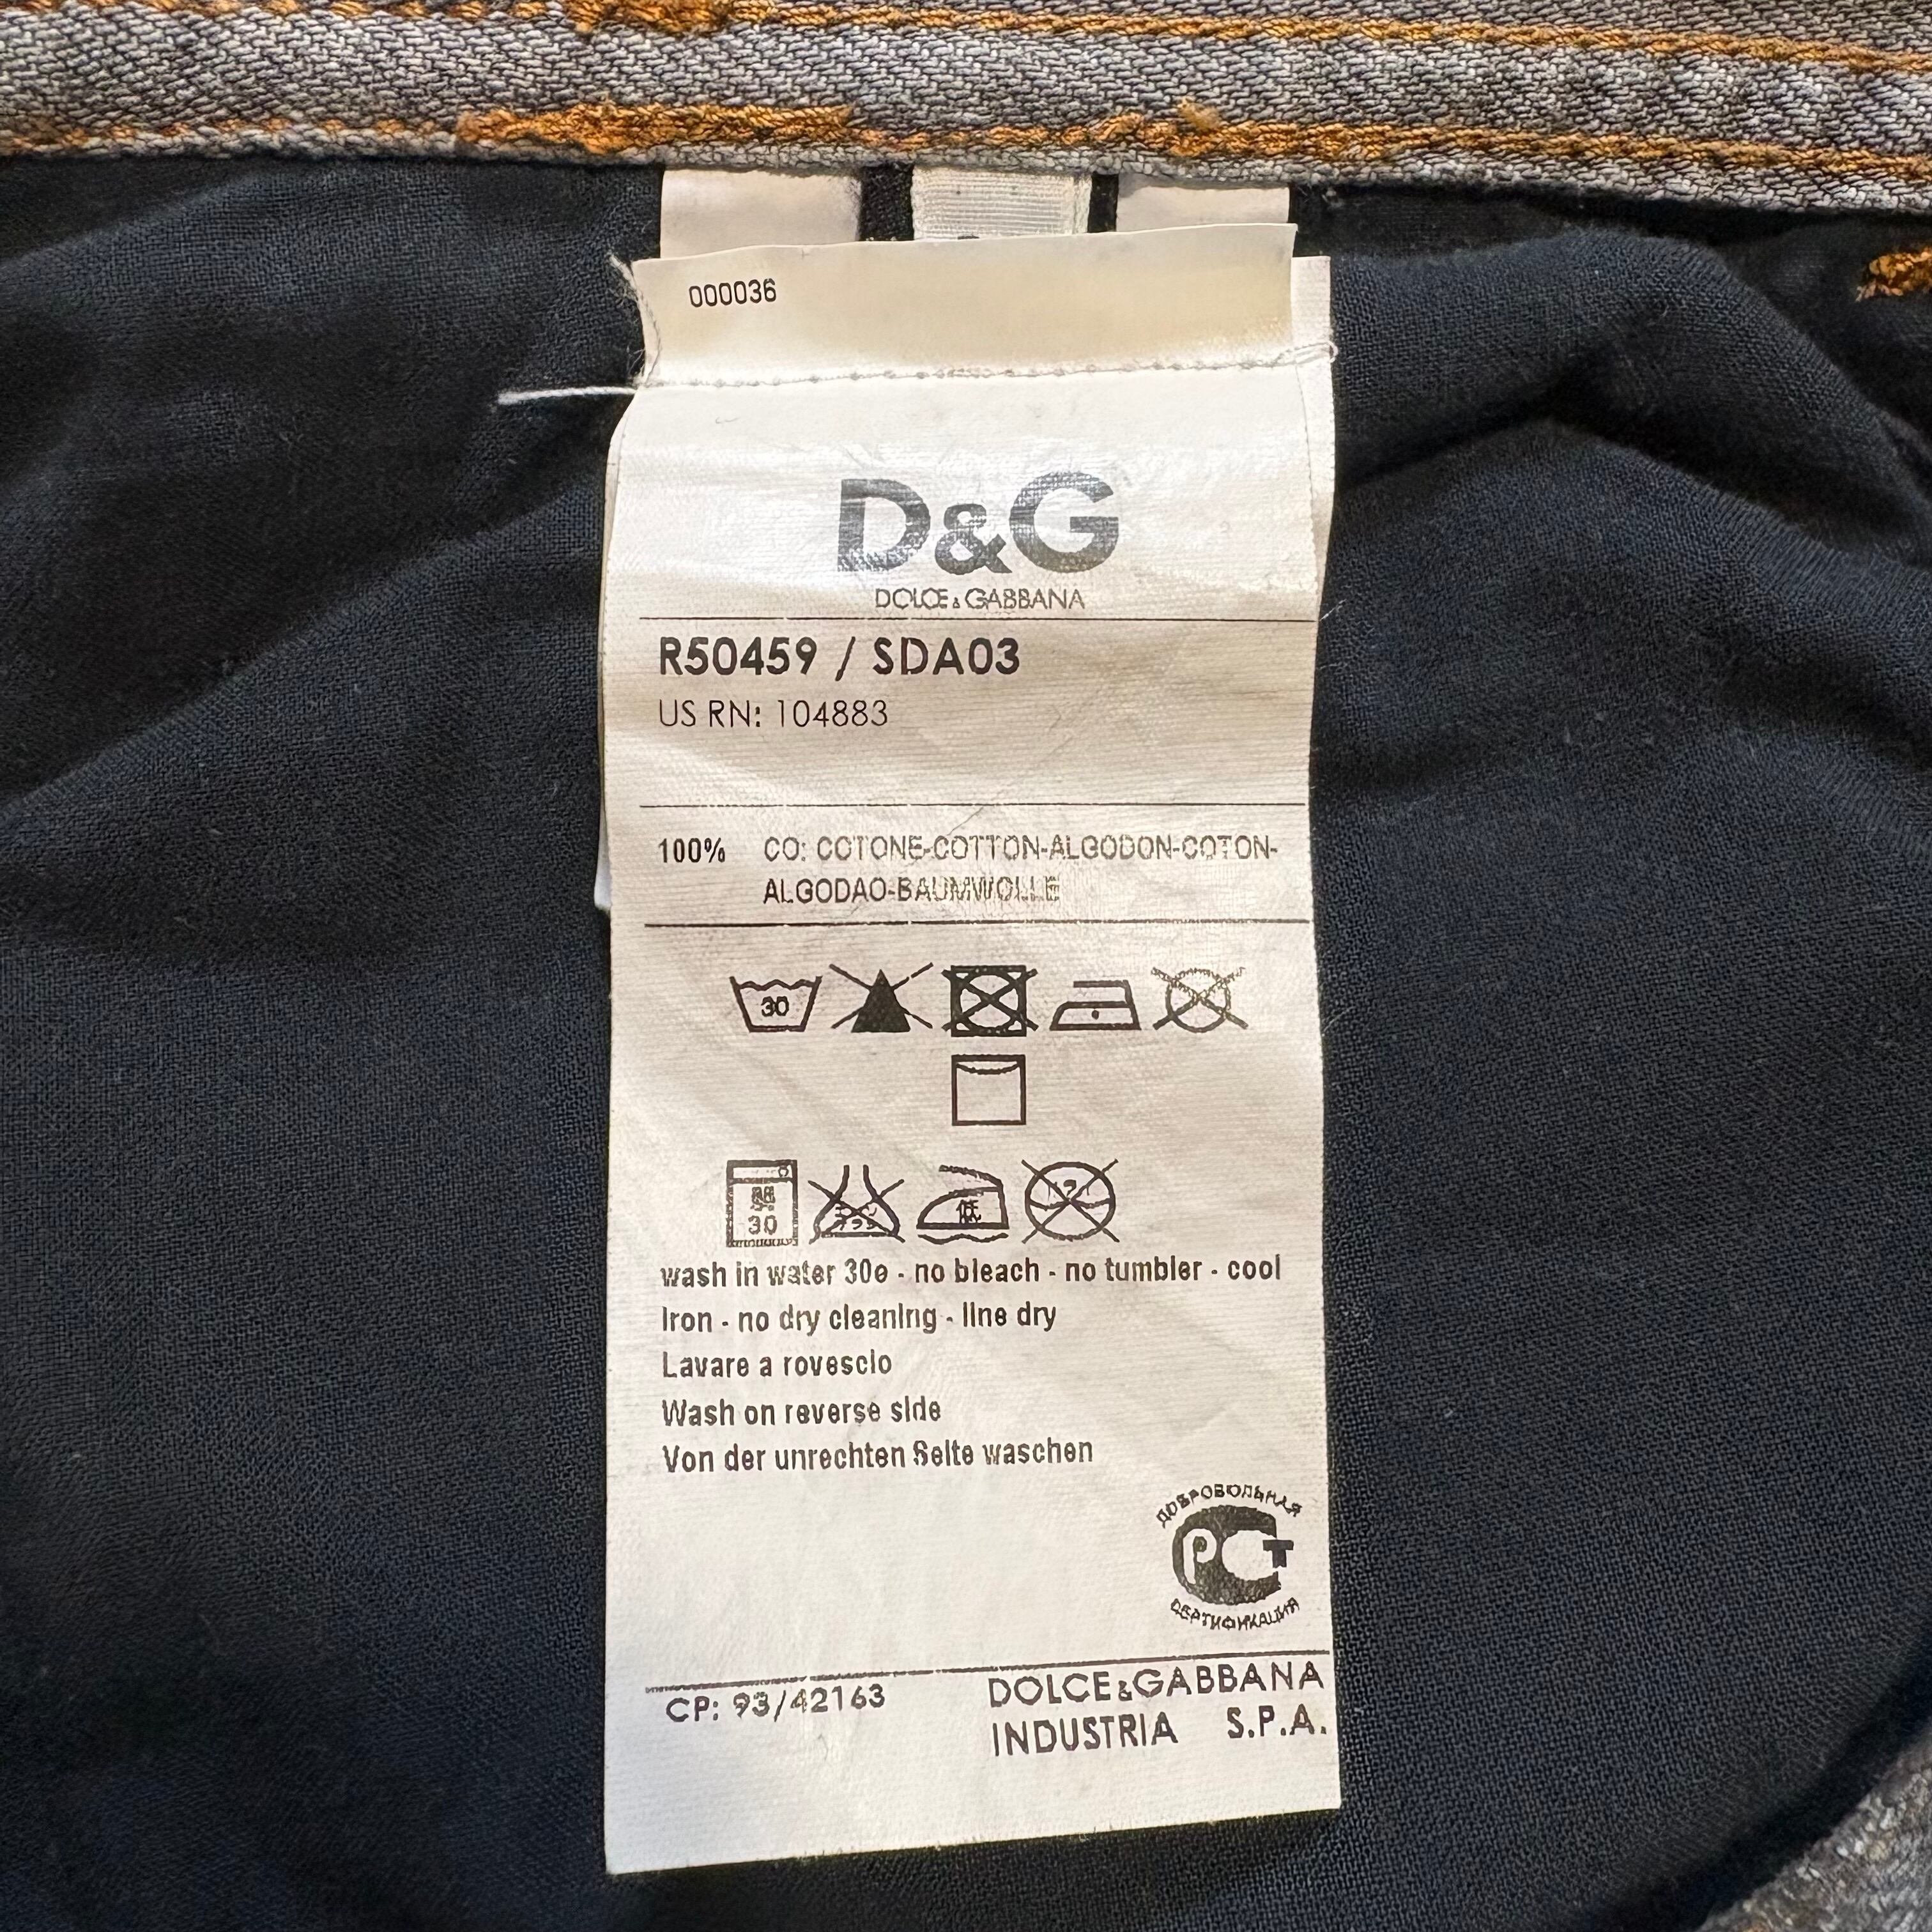 000036
D&G
DOLCE & GABBANA
R50459 / SDA03
US RN: 104883
100% CO: COTONE-COTTON-ALGODON-COTON-
ALGODAO-BAUMWOLLE
30
30
低
wash in water 30e - no bleach - no tumbler - cool
Iron - no dry cleaning - line dry
Lavare a rovescio
Wash on reverse side
Von der unrechten Seite waschen
ДОБРОВОЛЬНАЯ
РСТ
СЕРТИФИКАЦИЯ
CP: 93/42163 DOLCE&GABBANA
INDUSTRIA S.P.A.